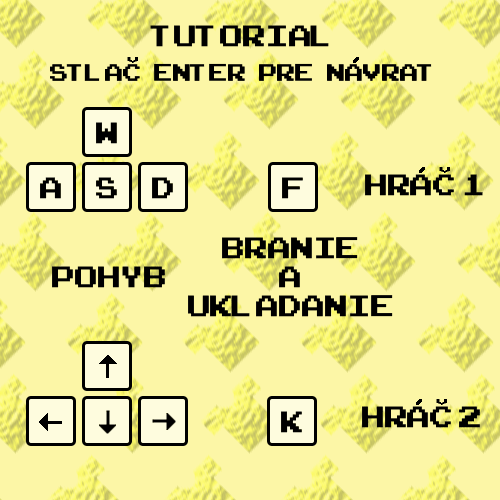 TUTORIAL
STLAČ ENTER PRE NÁVRAT
W
A S D F HRÁČ 1
POHYB
BRANIE
A
UKLADANIE
↑
← ↓ → K HRÁČ 2